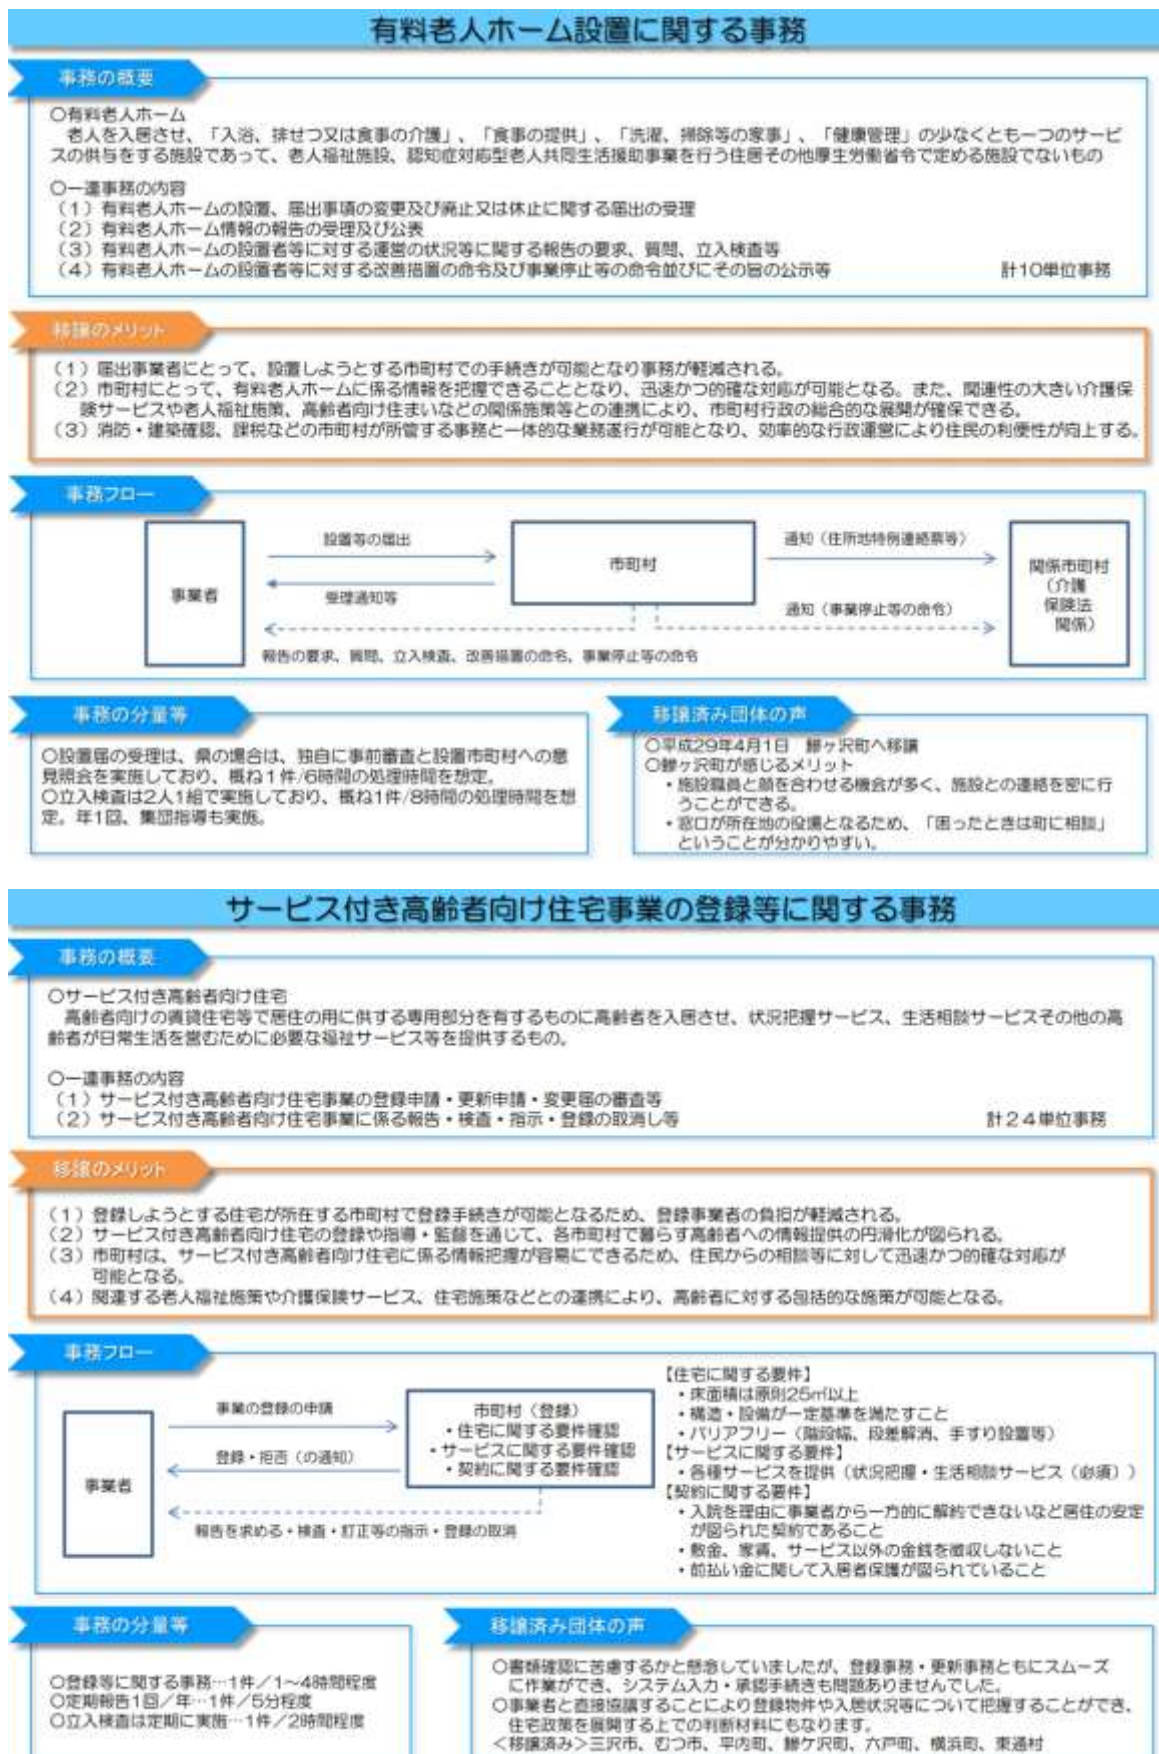 有料老人ホーム設置に関する事務
事務の概要
○有料老人ホーム
老人を入居させ、「入浴、排せつ又は食事の介護」、「食事の提供」、「洗濯、掃除等の家事」、「健康管理」の少なくとも一つのサービ
スの供与をする施設であって、老人福祉施設、認知症対応型老人共同生活援助事業を行う住居その他厚生労働省令で定める施設でないもの
○一連事務の内容
（１）有料老人ホームの設置、届出事項の変更及び廃止又は休止に関する届出の受理
（２）有料老人ホーム情報の報告の受理及び公表
（３）有料老人ホームの設置者等に対する運営の状況等に関する報告の要求、質問、立入検査等
（４）有料老人ホームの設置者等に対する改善措置の命令及び事業停止等の命令並びにその旨の公示等 計10単位事務
移譲のメリット
（１）届出事業者にとって、設置しようとする市町村での手続きが可能となり事務が軽減される。
（２）市町村にとって、有料老人ホームに係る情報を把握できることとなり、迅速かつ的確な対応が可能となる。また、関連性の大きい介護保
険サービスや老人福祉施策、高齢者向け住まいなどの関係施策等との連携により、市町村行政の総合的な展開が確保できる。
（３）消防・建築確認、課税などの市町村が所管する事務と一体的な業務遂行が可能となり、効率的な行政運営により住民の利便性が向上する。
事務フロー
事業者
設置等の届出
受理通知等
市町村
通知（住所地特例連絡票等）
通知（事業停止等の命令）
関係市町村
（介護
保険法
関係）
報告の要求、質問、立入検査、改善措置の命令、事業停止等の命令
事務の分量等
○設置届の受理は、県の場合は、独自に事前審査と設置市町村への意
見照会を実施しており、概ね１件/6時間の処理時間を想定。
○立入検査は2人1組で実施しており、概ね1件/8時間の処理時間を想
定。年1回、集団指導も実施。
移譲済み団体の声
○平成29年4月1日　鰺ヶ沢町へ移譲
○鰺ヶ沢町が感じるメリット
・施設職員と顔を合わせる機会が多く、施設との連絡を密に行
うことができる。
・窓口が所在地の役場となるため、「困ったときは町に相談」
ということが分かりやすい。
サービス付き高齢者向け住宅事業の登録等に関する事務
事務の概要
○サービス付き高齢者向け住宅
高齢者向けの賃貸住宅等で居住の用に供する専用部分を有するものに高齢者を入居させ、状況把握サービス、生活相談サービスその他の高
齢者が日常生活を営むために必要な福祉サービス等を提供するもの。
○一連事務の内容
（１）サービス付き高齢者向け住宅事業の登録申請・更新申請・変更届の審査等
（２）サービス付き高齢者向け住宅事業に係る報告・検査・指示・登録の取消し等 計２４単位事務
移譲のメリット
（１）登録しようとする住宅が所在する市町村で登録手続きが可能となるため、登録事業者の負担が軽減される。
（２）サービス付き高齢者向け住宅の登録や指導・監督を通じて、各市町村で暮らす高齢者への情報提供の円滑化が図られる。
（３）市町村は、サービス付き高齢者向け住宅に係る情報把握が容易にできるため、住民からの相談等に対して迅速かつ的確な対応が
可能となる。
（４）関連する老人福祉施策や介護保険サービス、住宅施策などとの連携により、高齢者に対する包括的な施策が可能となる。
事務フロー
事業者
事業の登録の申請
登録・拒否（の通知）
市町村（登録）
・住宅に関する要件確認
・サービスに関する要件確認
・契約に関する要件確認
報告を求める・検査・訂正等の指示・登録の取消
【住宅に関する要件】
・床面積は原則25㎡以上
・構造・設備が一定基準を満たすこと
・バリアフリー（階段幅、段差解消、手すり設置等）
【サービスに関する要件】
・各種サービスを提供（状況把握・生活相談サービス（必須））
【契約に関する要件】
・入院を理由に事業者から一方的に解約できないなど居住の安定
が図られた契約であること
・敷金、家賃、サービス以外の金銭を徴収しないこと
・前払い金に関して入居者保護が図られていること
事務の分量等
○登録等に関する事務…1件／1～4時間程度
○定期報告1回／年…1件／5分程度
○立入検査は定期に実施…1件／2時間程度
移譲済み団体の声
○書類確認に苦慮するかと懸念していましたが、登録事務・更新事務ともにスムーズ
に作業ができ、システム入力・承認手続きも問題ありませんでした。
○事業者と直接協議することにより登録物件や入居状況等について把握することができ、
住宅政策を展開する上での判断材料にもなります。
＜移譲済み＞三沢市、むつ市、平内町、鰺ケ沢町、六戸町、横浜町、東通村